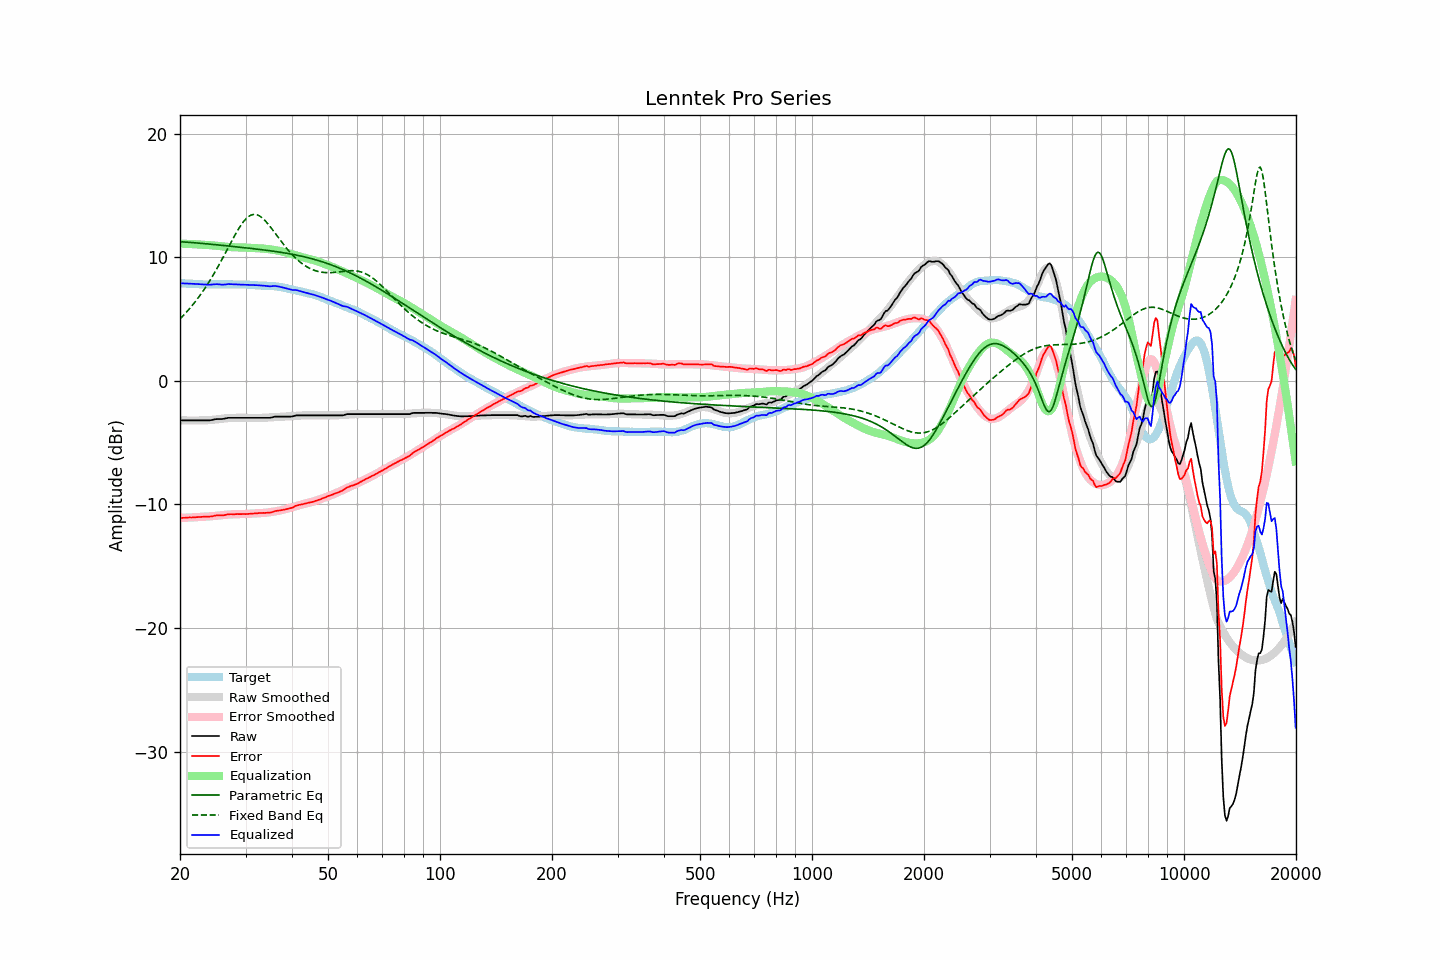 Lenntek Pro Series
20
10
0
−10
−20
−30
Amplitude (dBr)
Target
Raw Smoothed
Error Smoothed
Raw
Error
Equalization
Parametric Eq
Fixed Band Eq
Equalized
20 50 100 200 500 1000 2000 5000 10000 20000
Frequency (Hz)